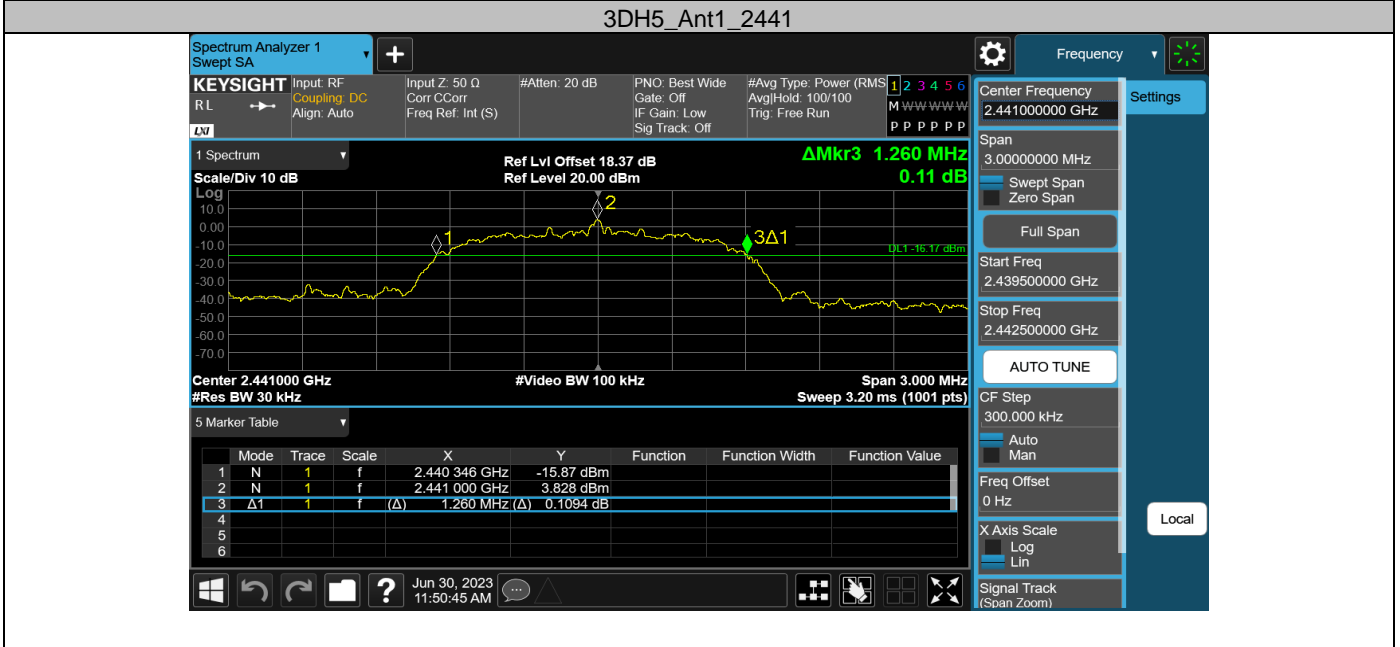 3DH5_Ant1_2441
Spectrum Analyzer 1
Swept SA
Frequency
KEYSIGHT
R L
LXI
Input: RF
Coupling: DC
Align: Auto
Input Z: 50 Ω
Corr CCorr
Freq Ref: Int (S)
#Atten: 20 dB
PNO: Best Wide
Gate: Off
IF Gain: Low
Sig Track: Off
#Avg Type: Power (RMS
Avg|Hold: 100/100
Trig: Free Run
1 2 3 4 5 6
M W W W W W
P P P P P P
Center Frequency
2.441000000 GHz
Settings
Span
3.00000000 MHz
Swept Span
Zero Span
Full Span
Start Freq
2.439500000 GHz
Stop Freq
2.442500000 GHz
AUTO TUNE
CF Step
300.000 kHz
Auto
Man
Freq Offset
0 Hz
X Axis Scale
Log
Lin
Signal Track
(Span Zoom)
Local
1 Spectrum
Scale/Div 10 dB
Ref Lvl Offset 18.37 dB
Ref Level 20.00 dBm
ΔMkr3 1.260 MHz
0.11 dB
Log
10.0
0.00
-10.0
-20.0
-30.0
-40.0
-50.0
-60.0
-70.0
1
2
3Δ1
DL1 -16.17 dBm
Center 2.441000 GHz
#Video BW 100 kHz
Span 3.000 MHz
#Res BW 30 kHz
Sweep 3.20 ms (1001 pts)
5 Marker Table
Mode Trace Scale X Y Function Function Width Function Value
1 N 1 f 2.440 346 GHz -15.87 dBm
2 N 1 f 2.441 000 GHz 3.828 dBm
3 Δ1 1 f (Δ) 1.260 MHz (Δ) 0.1094 dB
4
5
6
?
Jun 30, 2023
11:50:45 AM